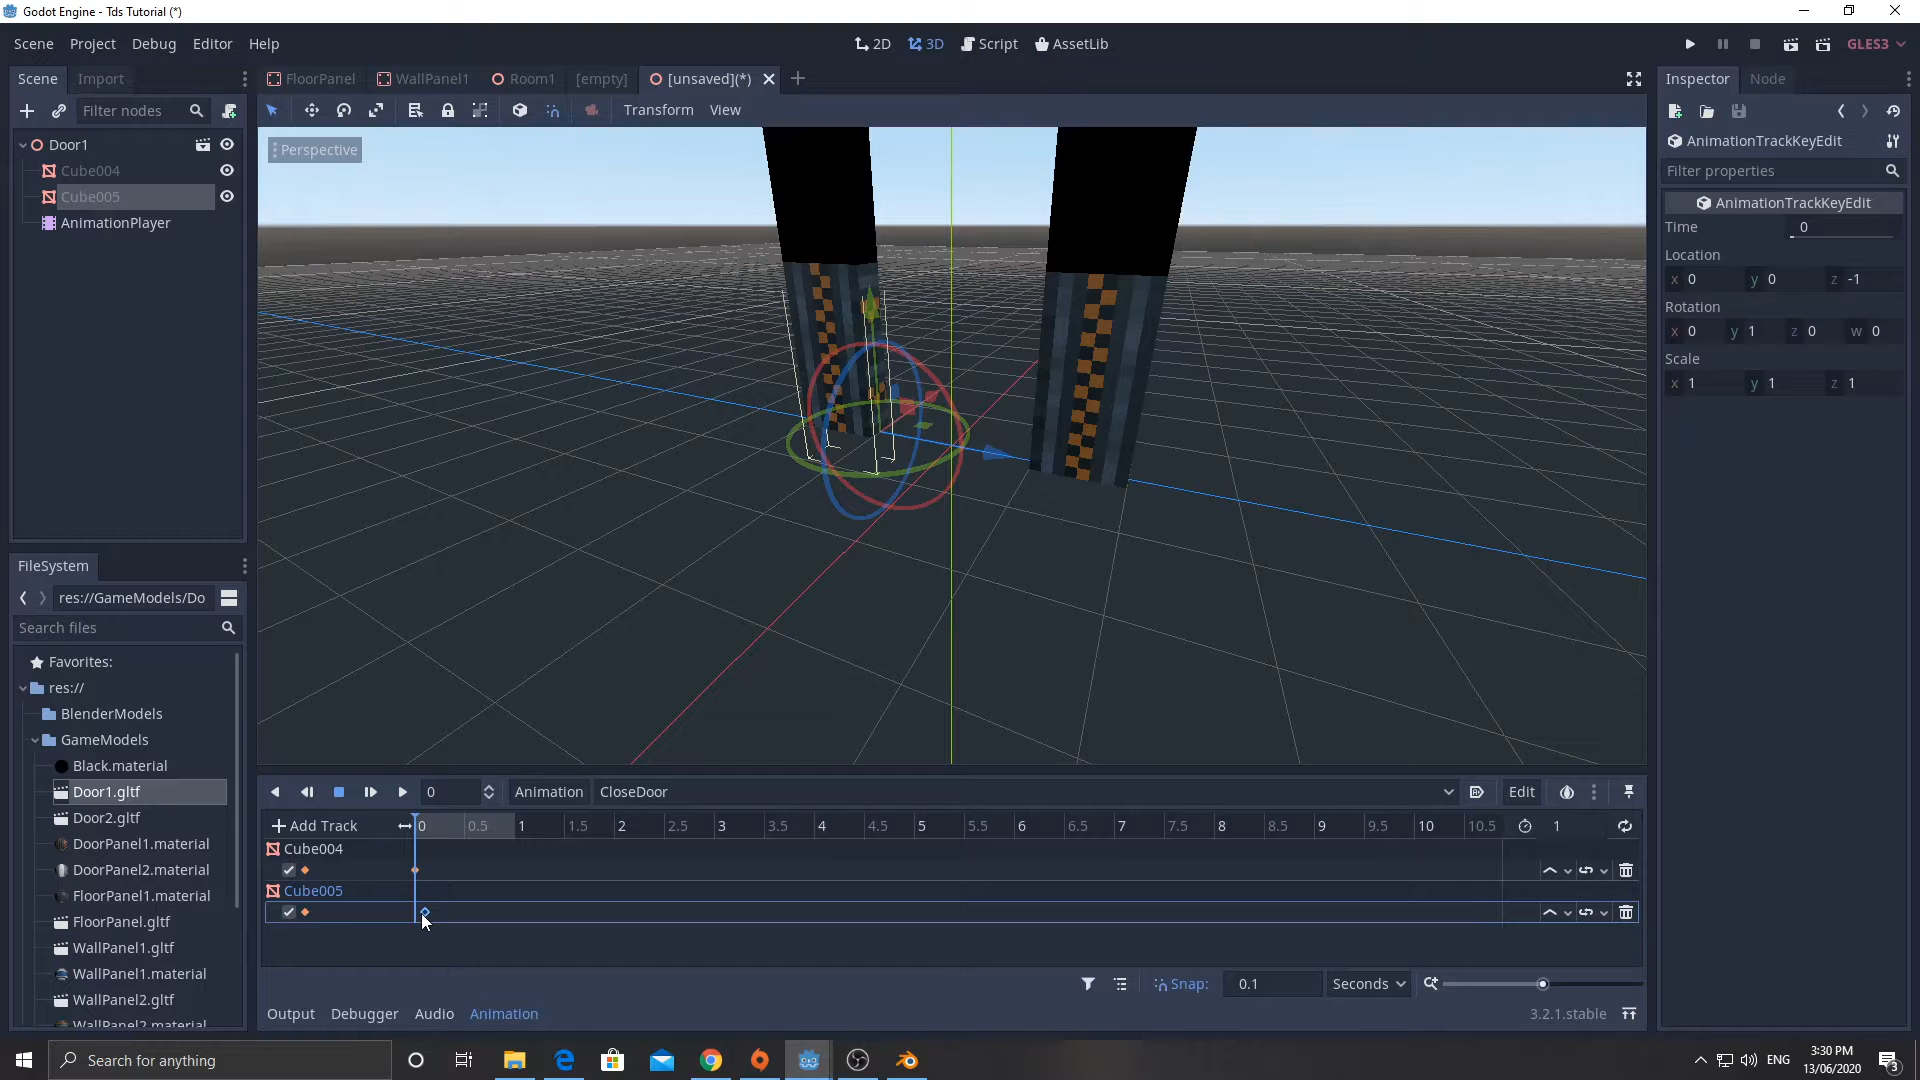 Godot Engine - Tds Tutorial (*)
Scene Project Debug Editor Help
2D 3D Script AssetLib
GLES3
Scene Import
FloorPanel WallPanel1 Room1 [empty] [unsaved](*)
Inspector Node
Filter nodes
Transform View
Perspective
Door1
Cube004
Cube005
AnimationPlayer
AnimationTrackKeyEdit
Filter properties
AnimationTrackKeyEdit
Time 0
Location
x 0 y 0 z -1
Rotation
x 0 y 1 z 0 w 0
Scale
x 1 y 1 z 1
FileSystem
res://GameModels/Do
Search files
Favorites:
res://
BlenderModels
GameModels
Black.material
Door1.gltf
Door2.gltf
DoorPanel1.material
DoorPanel2.material
FloorPanel1.material
FloorPanel.gltf
WallPanel1.gltf
WallPanel1.material
WallPanel2.gltf
WallPanel2.material
0 Animation CloseDoor Edit
Add Track 0 0.5 1 1.5 2 2.5 3 3.5 4 4.5 5 5.5 6 6.5 7 7.5 8 8.5 9 9.5 10 10.5 1
Cube004
Cube005
Snap: 0.1 Seconds
Output Debugger Audio Animation 3.2.1.stable
Search for anything
ENG
3:30 PM
13/06/2020
3